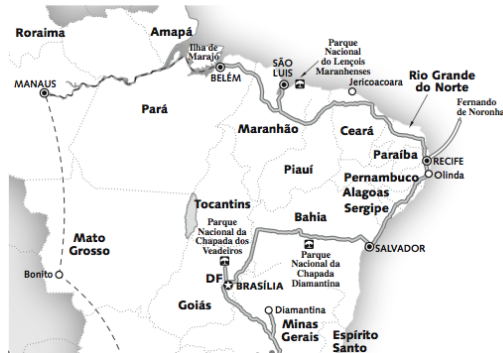 Roraima
Amapá
Ilha de
Marajó
BELÉM
MANAUS
Pará
SÃO
LUIS
Parque
Nacional
do Lençois
Maranhenses
Jericoacoara
Rio Grande
do Norte
Fernando
de Noronha
Maranhão
Ceará
Paraíba
RECIFE
Olinda
Piauí
Pernambuco
Alagoas
Sergipe
Tocantins
Parque
Nacional da
Chapada dos
Veadeiros
Bahia
Parque
Nacional
da Chapada
Diamantina
SALVADOR
Mato
Grosso
Bonito
DF
BRASÍLIA
Goiás
Diamantina
Minas
Gerais
Espírito
Santo